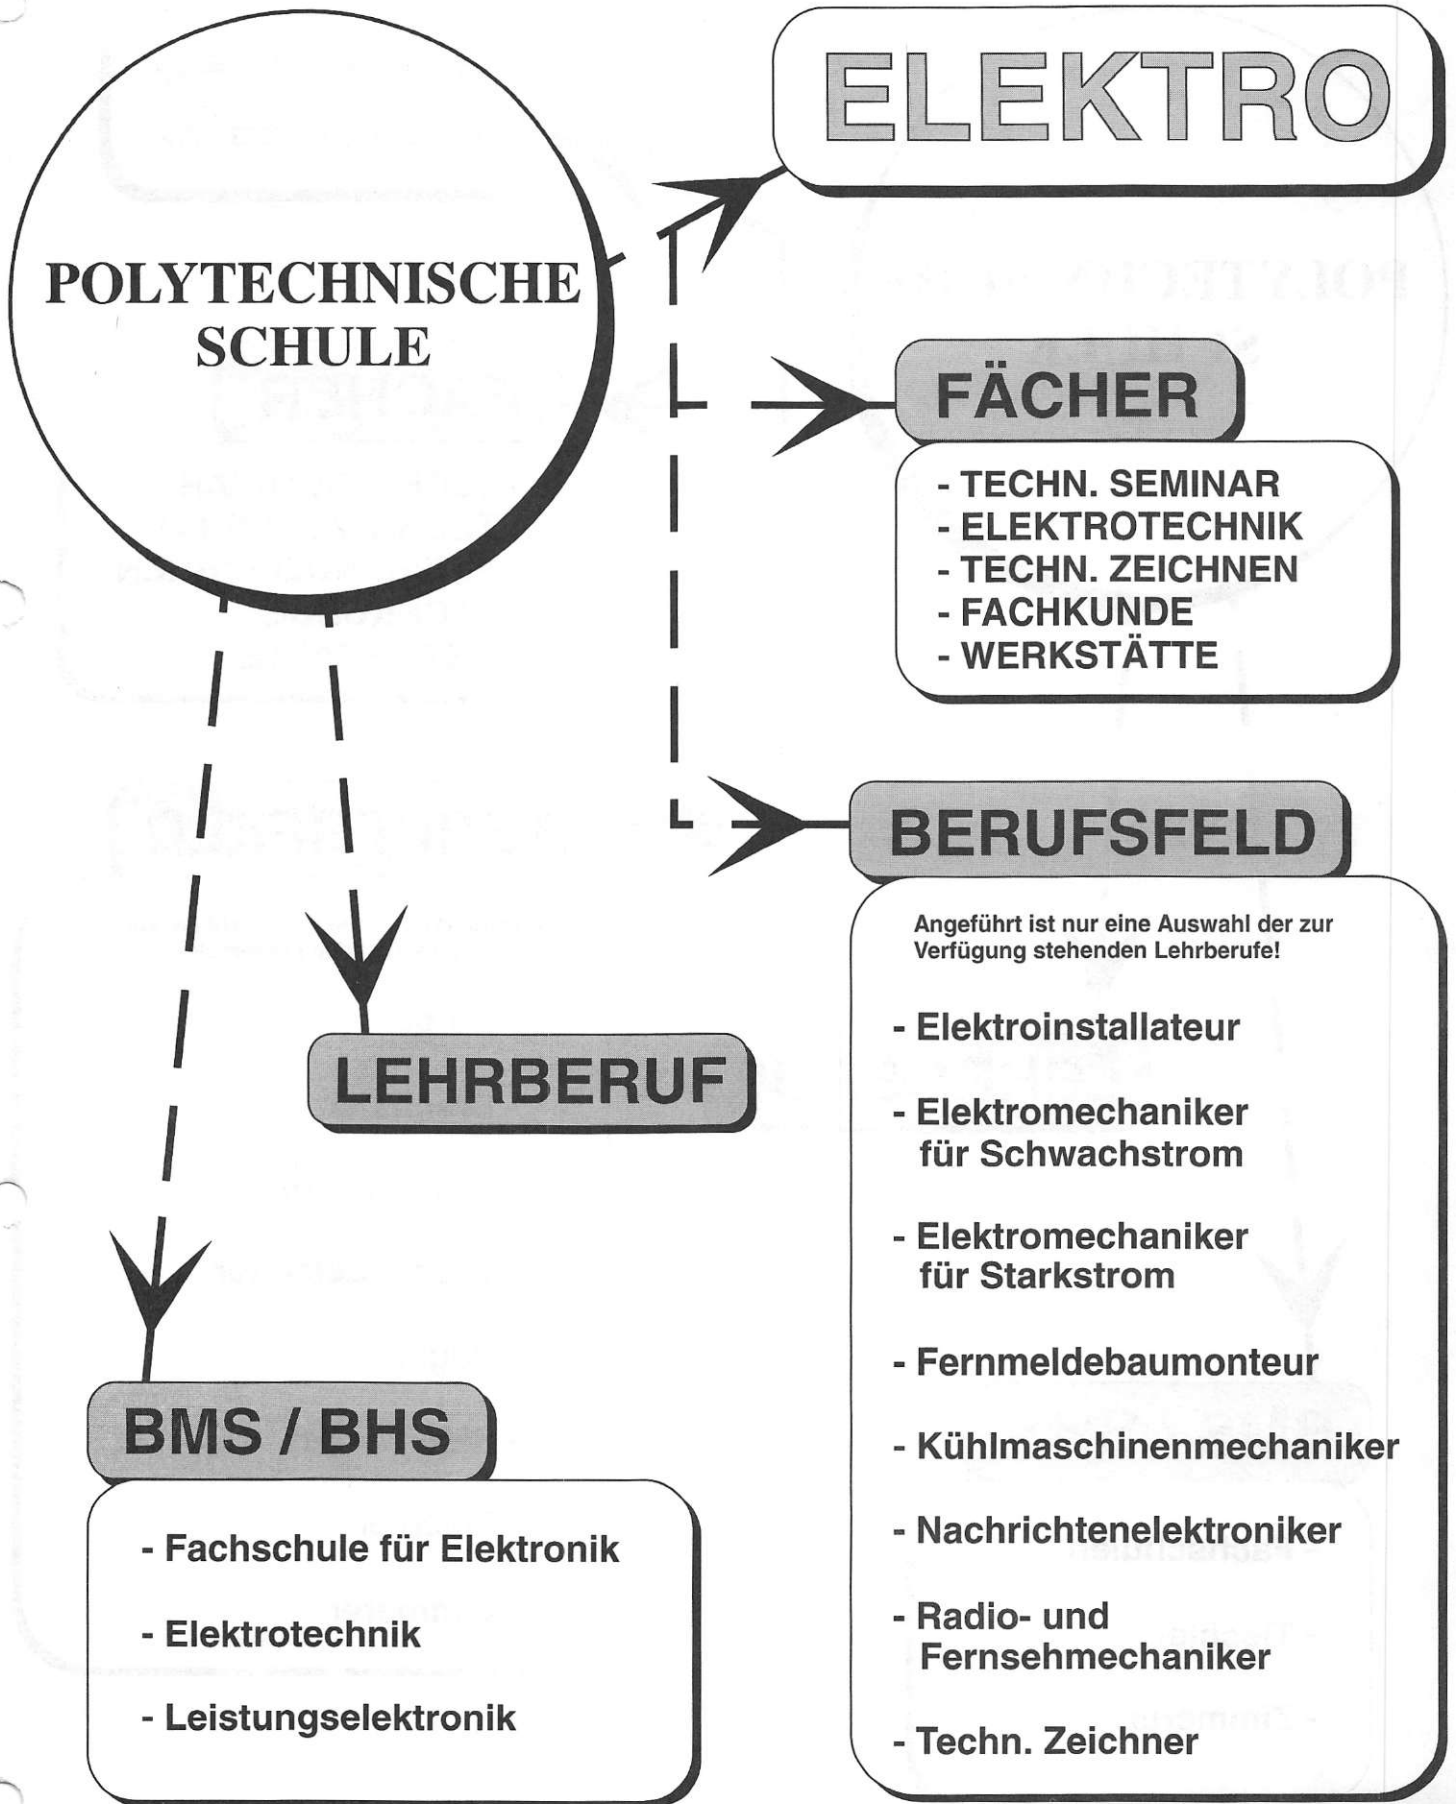 ELEKTRO
POLYTECHNISCHE
SCHULE
FÄCHER
- TECHN. SEMINAR
- ELEKTROTECHNIK
- TECHN. ZEICHNEN
- FACHKUNDE
- WERKSTÄTTE
BERUFSFELD
Angeführt ist nur eine Auswahl der zur
Verfügung stehenden Lehrberufe!
- Elektroinstallateur
- Elektromechaniker
für Schwachstrom
- Elektromechaniker
für Starkstrom
- Fernmeldebaumonteur
- Kühlmaschinenmechaniker
- Nachrichtenelektroniker
- Radio- und
Fernsehmechaniker
- Techn. Zeichner
LEHRBERUF
BMS / BHS
- Fachschule für Elektronik
- Elektrotechnik
- Leistungselektronik